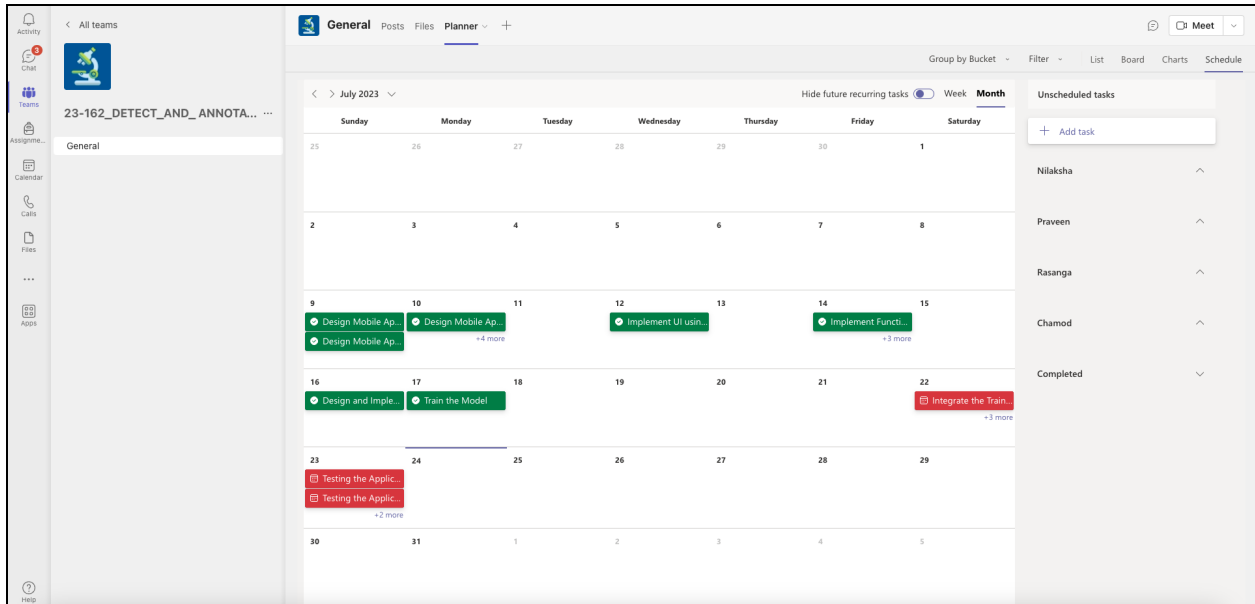 Activity
3
Chat
Teams
Assignme...
Calendar
Calls
Files
...
Apps
Help
All teams
23-162_DETECT_AND_ ANNOTA... ...
General
General Posts Files Planner
Meet
Group by Bucket Filter List Board Charts Schedule
July 2023 Hide future recurring tasks Week Month
Sunday Monday Tuesday Wednesday Thursday Friday Saturday
25 26 27 28 29 30 1
2 3 4 5 6 7 8
9 10 11 12 13 14 15
Design Mobile Ap... Design Mobile Ap... Implement UI usin... Implement Functi...
Design Mobile Ap... +4 more +3 more
16 17 18 19 20 21 22
Design and Imple... Train the Model Integrate the Train...
+3 more
23 24 25 26 27 28 29
Testing the Applic...
Testing the Applic...
+2 more
30 31 1 2 3 4 5
Unscheduled tasks
Add task
Nilaksha
Praveen
Rasanga
Chamod
Completed